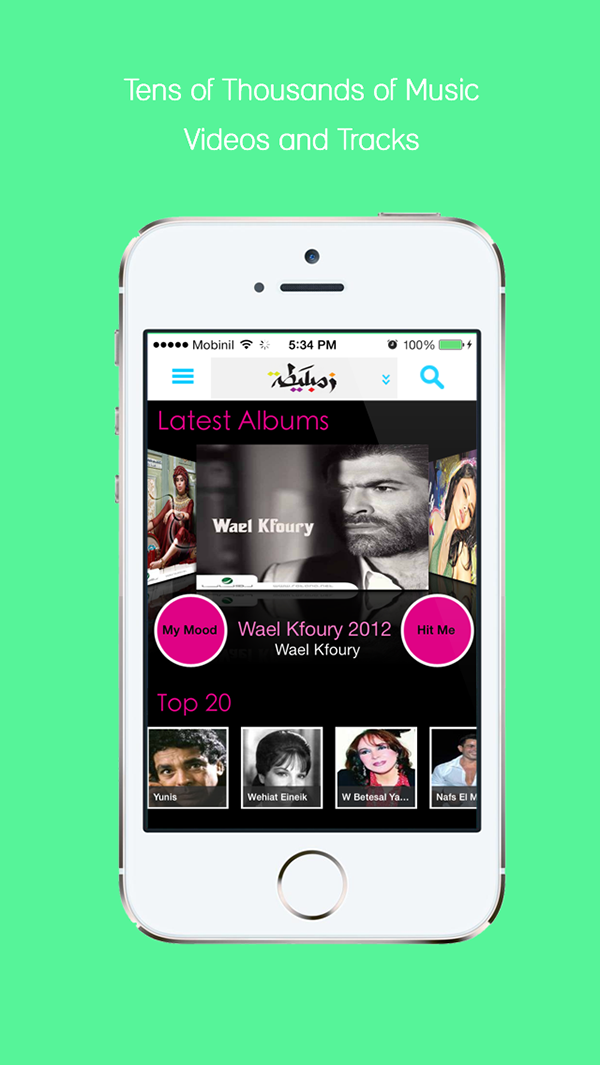 Tens of Thousands of Music
Videos and Tracks
Mobinil
5:34 PM
100%
زمبليطة
Latest Albums
Wael Kfoury
My Mood
Wael Kfoury 2012
Hit Me
Wael Kfoury
Top 20
Yunis
Wehiat Eineik
W Betesal Ya...
Nafs El M